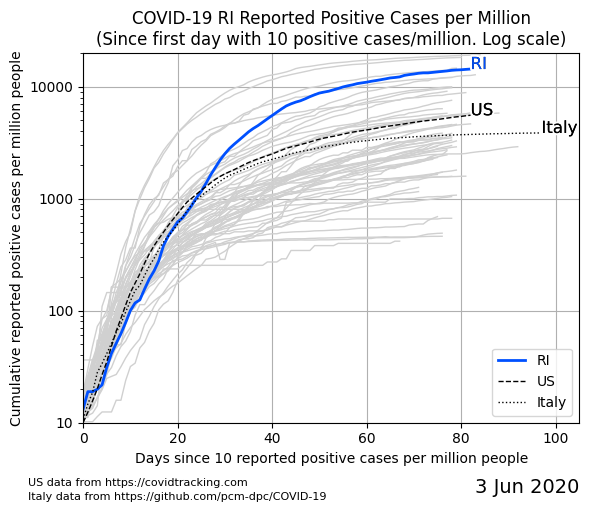 COVID-19 RI Reported Positive Cases per Million
(Since first day with 10 positive cases/million. Log scale)
Cumulative reported positive cases per million people
10000
1000
100
10
RI
US
Italy
RI
US
Italy
0
20
40
60
80
100
Days since 10 reported positive cases per million people
US data from https://covidtracking.com
Italy data from https://github.com/pcm-dpc/COVID-19
3 Jun 2020